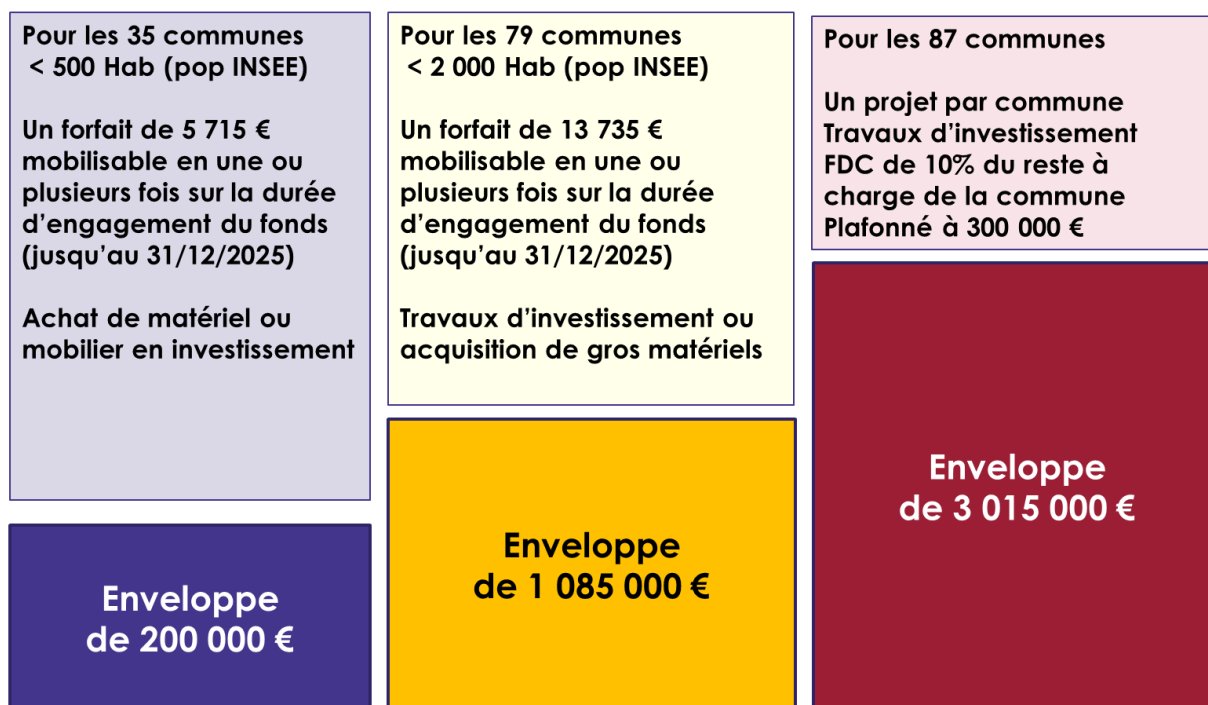 Pour les 35 communes
< 500 Hab (pop INSEE)
Un forfait de 5 715 €
mobilisable en une ou
plusieurs fois sur la durée
d’engagement du fonds
(jusqu’au 31/12/2025)
Achat de matériel ou
mobilier en investissement
Enveloppe
de 200 000 €
Pour les 79 communes
< 2 000 Hab (pop INSEE)
Un forfait de 13 735 €
mobilisable en une ou
plusieurs fois sur la durée
d’engagement du fonds
(jusqu’au 31/12/2025)
Travaux d’investissement ou
acquisition de gros matériels
Enveloppe
de 1 085 000 €
Pour les 87 communes
Un projet par commune
Travaux d’investissement
FDC de 10% du reste à
charge de la commune
Plafonné à 300 000 €
Enveloppe
de 3 015 000 €